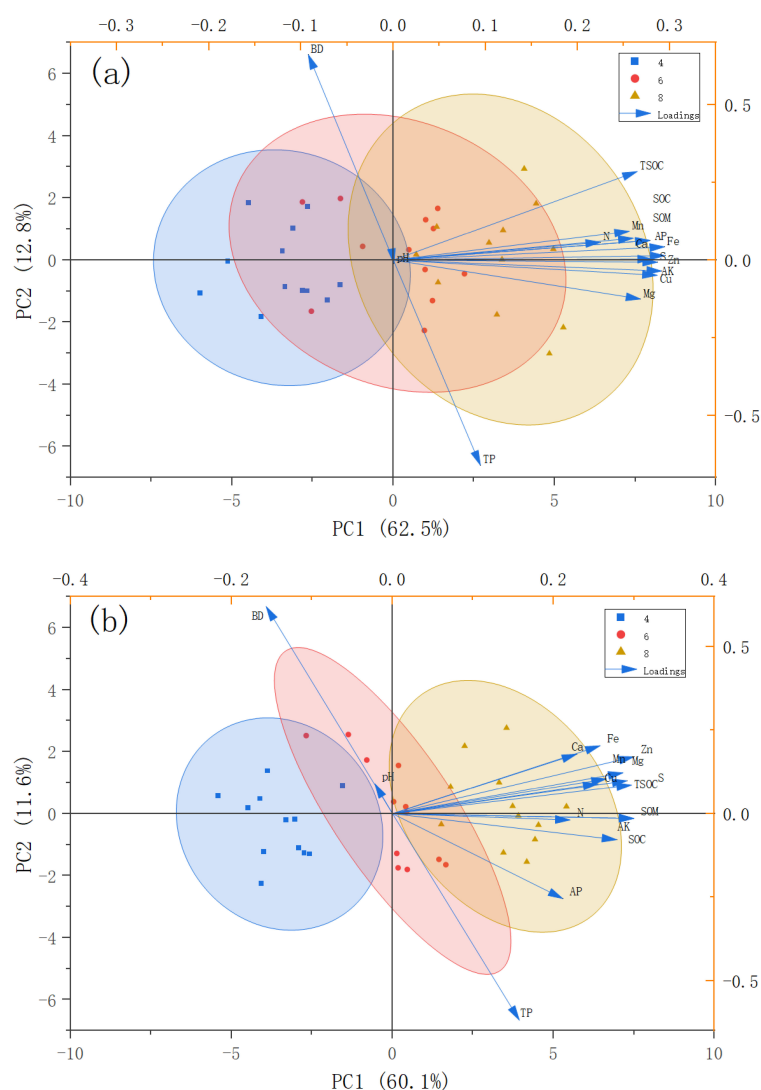 -0.3 -0.2 -0.1 0.0 0.1 0.2 0.3
(a)
BD
4
6
8
Loadings
6
4
2
0
-2
-4
-6
0.5
0.0
-0.5
PC2 (12.8%)
TSOC
SOC
SOM
Mn
N
AP
Ca
Fe
pH
S
Zn
AK
Cu
Mg
TP
-10 -5 0 5 10
PC1 (62.5%)
-0.4 -0.2 0.0 0.2 0.4
(b)
BD
4
6
8
Loadings
6
4
2
0
-2
-4
-6
0.5
0.0
-0.5
PC2 (11.6%)
Fe
Ca
Zn
Mn
Mg
pH
Cu
S
TSOC
N
SOM
AK
SOC
AP
TP
-10 -5 0 5 10
PC1 (60.1%)